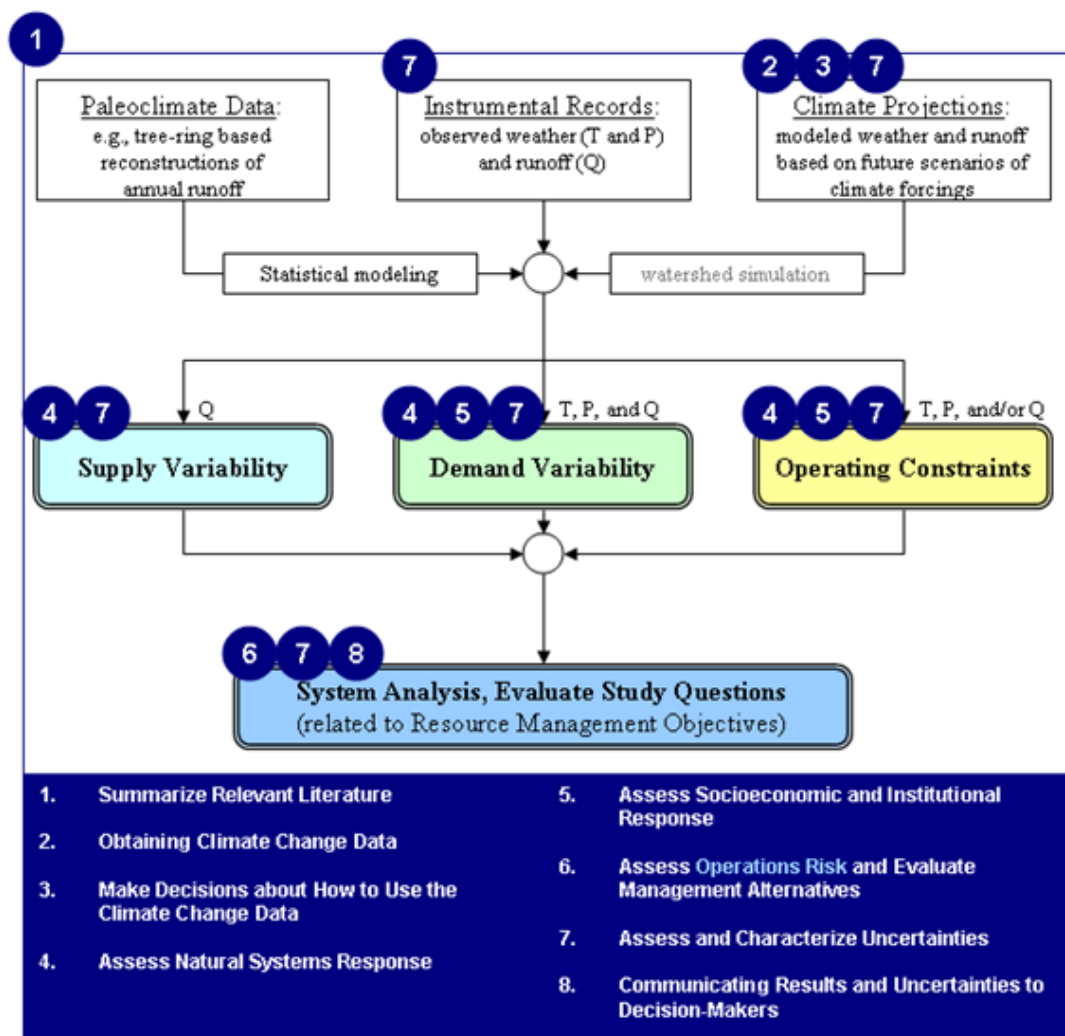 1
7
2 3 7
Paleoclimate Data:
e.g., tree-ring based
reconstructions of
annual runoff
Instrumental Records:
observed weather (T and P)
and runoff (Q)
Climate Projections:
modeled weather and runoff
based on future scenarios of
climate forcings
Statistical modeling
watershed simulation
4 7
Q
4 5 7
T, P, and Q
4 5 7
T, P, and/or Q
Supply Variability
Demand Variability
Operating Constraints
6 7 8
System Analysis, Evaluate Study Questions
(related to Resource Management Objectives)
1. Summarize Relevant Literature
2. Obtaining Climate Change Data
3. Make Decisions about How to Use the
Climate Change Data
4. Assess Natural Systems Response
5. Assess Socioeconomic and Institutional
Response
6. Assess Operations Risk and Evaluate
Management Alternatives
7. Assess and Characterize Uncertainties
8. Communicating Results and Uncertainties to
Decision-Makers